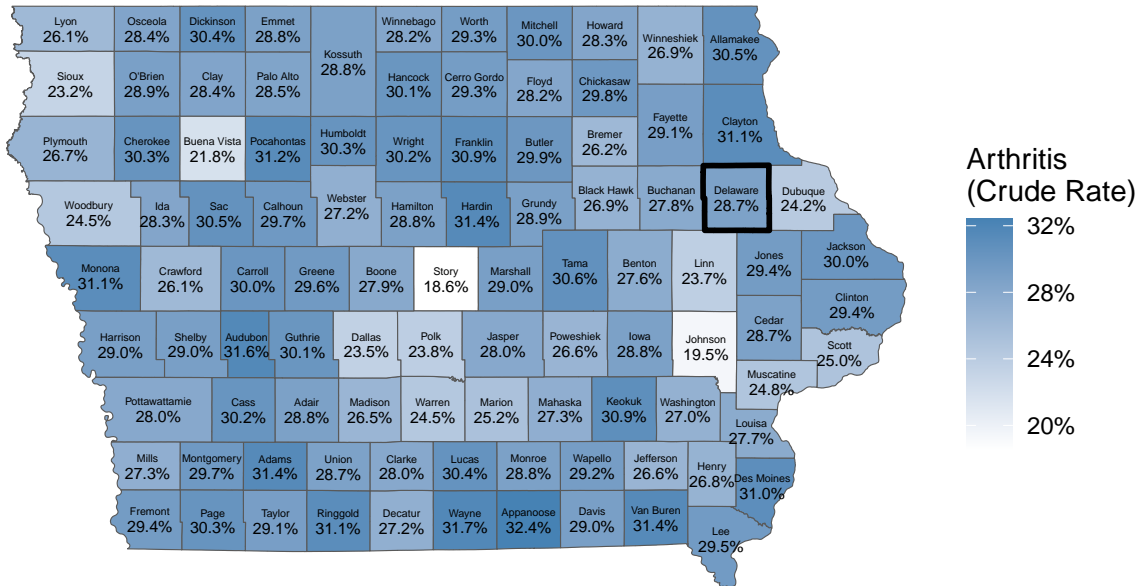 Lyon
26.1%
Osceola
28.4%
Dickinson
30.4%
Emmet
28.8%
Winnebago
28.2%
Worth
29.3%
Mitchell
30.0%
Howard
28.3%
Winneshiek
26.9%
Allamakee
30.5%
Kossuth
28.8%
Sioux
23.2%
O'Brien
28.9%
Clay
28.4%
Palo Alto
28.5%
Hancock
30.1%
Cerro Gordo
29.3%
Floyd
28.2%
Chickasaw
29.8%
Fayette
29.1%
Clayton
31.1%
Plymouth
26.7%
Cherokee
30.3%
Buena Vista
21.8%
Pocahontas
31.2%
Humboldt
30.3%
Wright
30.2%
Franklin
30.9%
Butler
29.9%
Bremer
26.2%
Woodbury
24.5%
Ida
28.3%
Sac
30.5%
Calhoun
29.7%
Webster
27.2%
Hamilton
28.8%
Hardin
31.4%
Grundy
28.9%
Black Hawk
26.9%
Buchanan
27.8%
Delaware
28.7%
Dubuque
24.2%
Monona
31.1%
Crawford
26.1%
Carroll
30.0%
Greene
29.6%
Boone
27.9%
Story
18.6%
Marshall
29.0%
Tama
30.6%
Benton
27.6%
Linn
23.7%
Jones
29.4%
Jackson
30.0%
Clinton
29.4%
Harrison
29.0%
Shelby
29.0%
Audubon
31.6%
Guthrie
30.1%
Dallas
23.5%
Polk
23.8%
Jasper
28.0%
Poweshiek
26.6%
Iowa
28.8%
Johnson
19.5%
Cedar
28.7%
Scott
25.0%
Muscatine
24.8%
Pottawattamie
28.0%
Cass
30.2%
Adair
28.8%
Madison
26.5%
Warren
24.5%
Marion
25.2%
Mahaska
27.3%
Keokuk
30.9%
Washington
27.0%
Louisa
27.7%
Mills
27.3%
Montgomery
29.7%
Adams
31.4%
Union
28.7%
Clarke
28.0%
Lucas
30.4%
Monroe
28.8%
Wapello
29.2%
Jefferson
26.6%
Henry
26.8%
Des Moines
31.0%
Fremont
29.4%
Page
30.3%
Taylor
29.1%
Ringgold
31.1%
Decatur
27.2%
Wayne
31.7%
Appanoose
32.4%
Davis
29.0%
Van Buren
31.4%
Lee
29.5%
Arthritis
(Crude Rate)
32%
28%
24%
20%